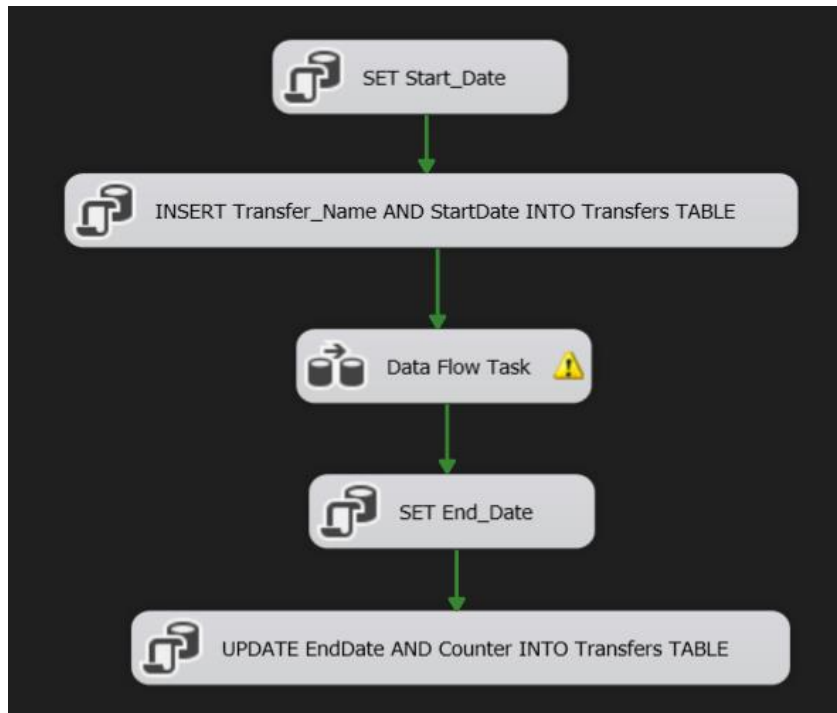 SET Start_Date
INSERT Transfer_Name AND StartDate INTO Transfers TABLE
Data Flow Task
SET End_Date
UPDATE EndDate AND Counter INTO Transfers TABLE